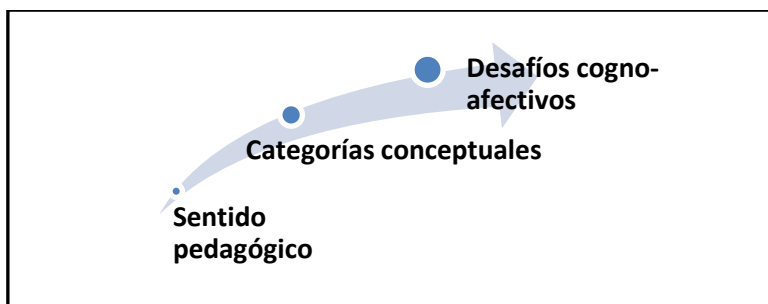 Desafíos cogno-
afectivos
Categorías conceptuales
Sentido
pedagógico